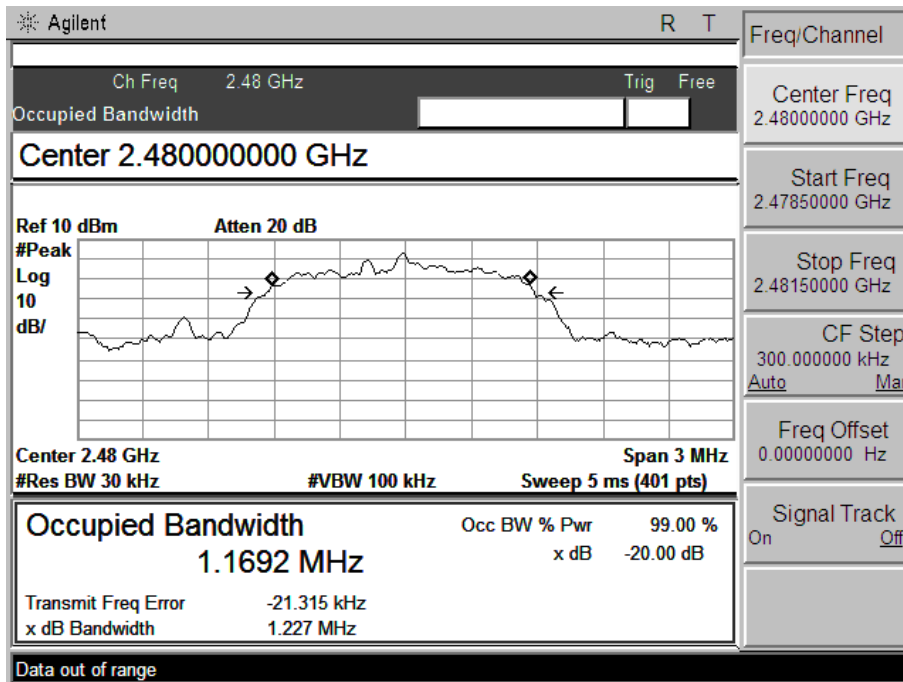 Agilent R T
Ch Freq 2.48 GHz Trig Free
Occupied Bandwidth
Center 2.480000000 GHz
Ref 10 dBm Atten 20 dB
#Peak
Log
10
dB/
Center 2.48 GHz Span 3 MHz
#Res BW 30 kHz #VBW 100 kHz Sweep 5 ms (401 pts)
Occupied Bandwidth Occ BW % Pwr 99.00 %
1.1692 MHz x dB -20.00 dB
Transmit Freq Error -21.315 kHz
x dB Bandwidth 1.227 MHz
Data out of range
Freq/Channel
Center Freq
2.48000000 GHz
Start Freq
2.47850000 GHz
Stop Freq
2.48150000 GHz
CF Step
300.000000 kHz
Auto Ma
Freq Offset
0.00000000 Hz
Signal Track
On Off